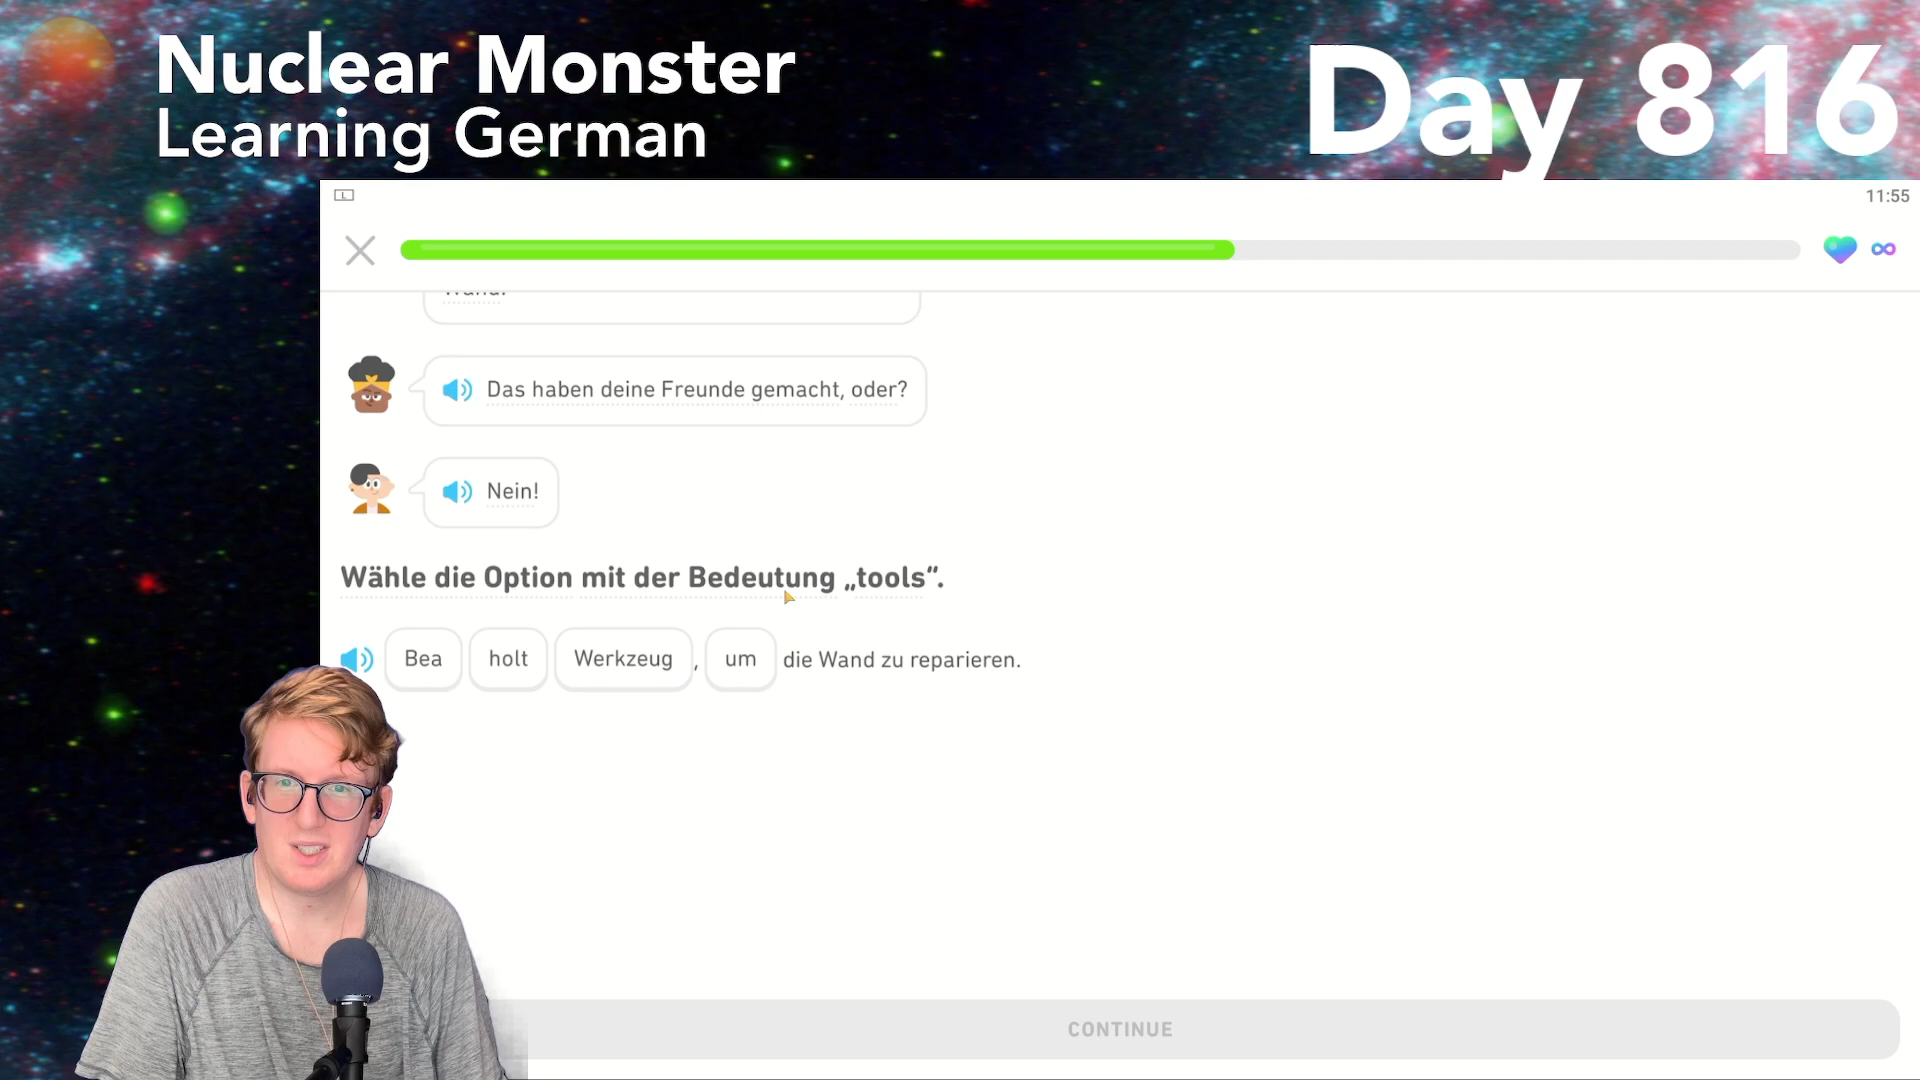 Nuclear Monster
Learning German
Day 816
11:55
Das haben deine Freunde gemacht, oder?
Nein!
Wähle die Option mit der Bedeutung „tools”.
Bea holt Werkzeug , um die Wand zu reparieren.
CONTINUE